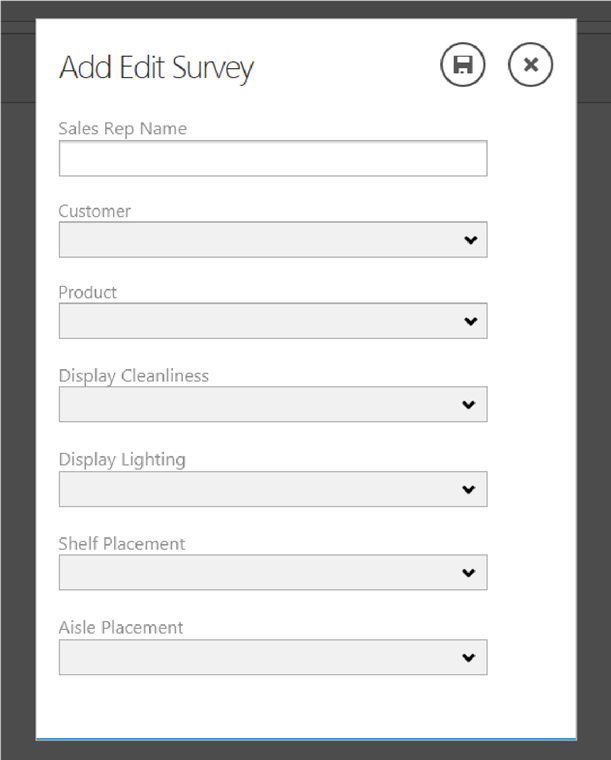 Add Edit Survey
Sales Rep Name
Customer
Product
Display Cleanliness
Display Lighting
Shelf Placement
Aisle Placement